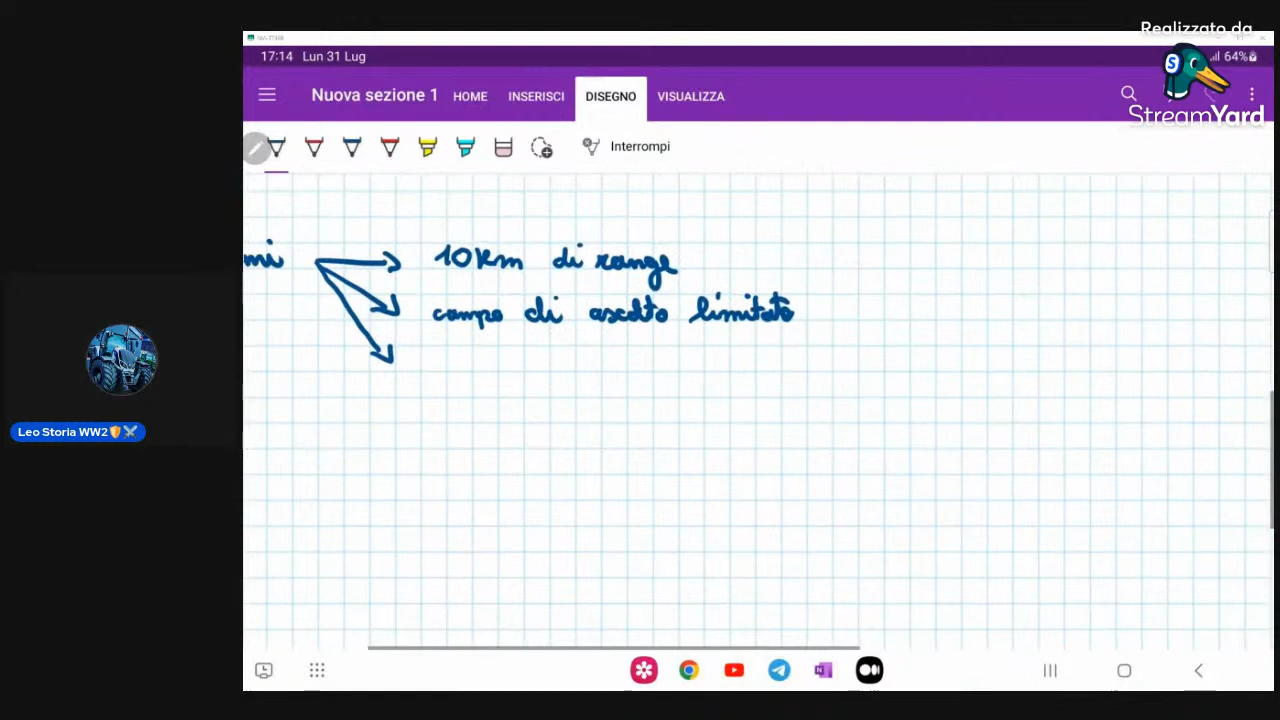 Realizzato da
StreamYard
17:14 Lun 31 Lug
64%
Nuova sezione 1 HOME INSERISCI DISEGNO VISUALIZZA
Interrompi
mi 10Km di range
campo di ascolto limitato
Leo Storia WW2